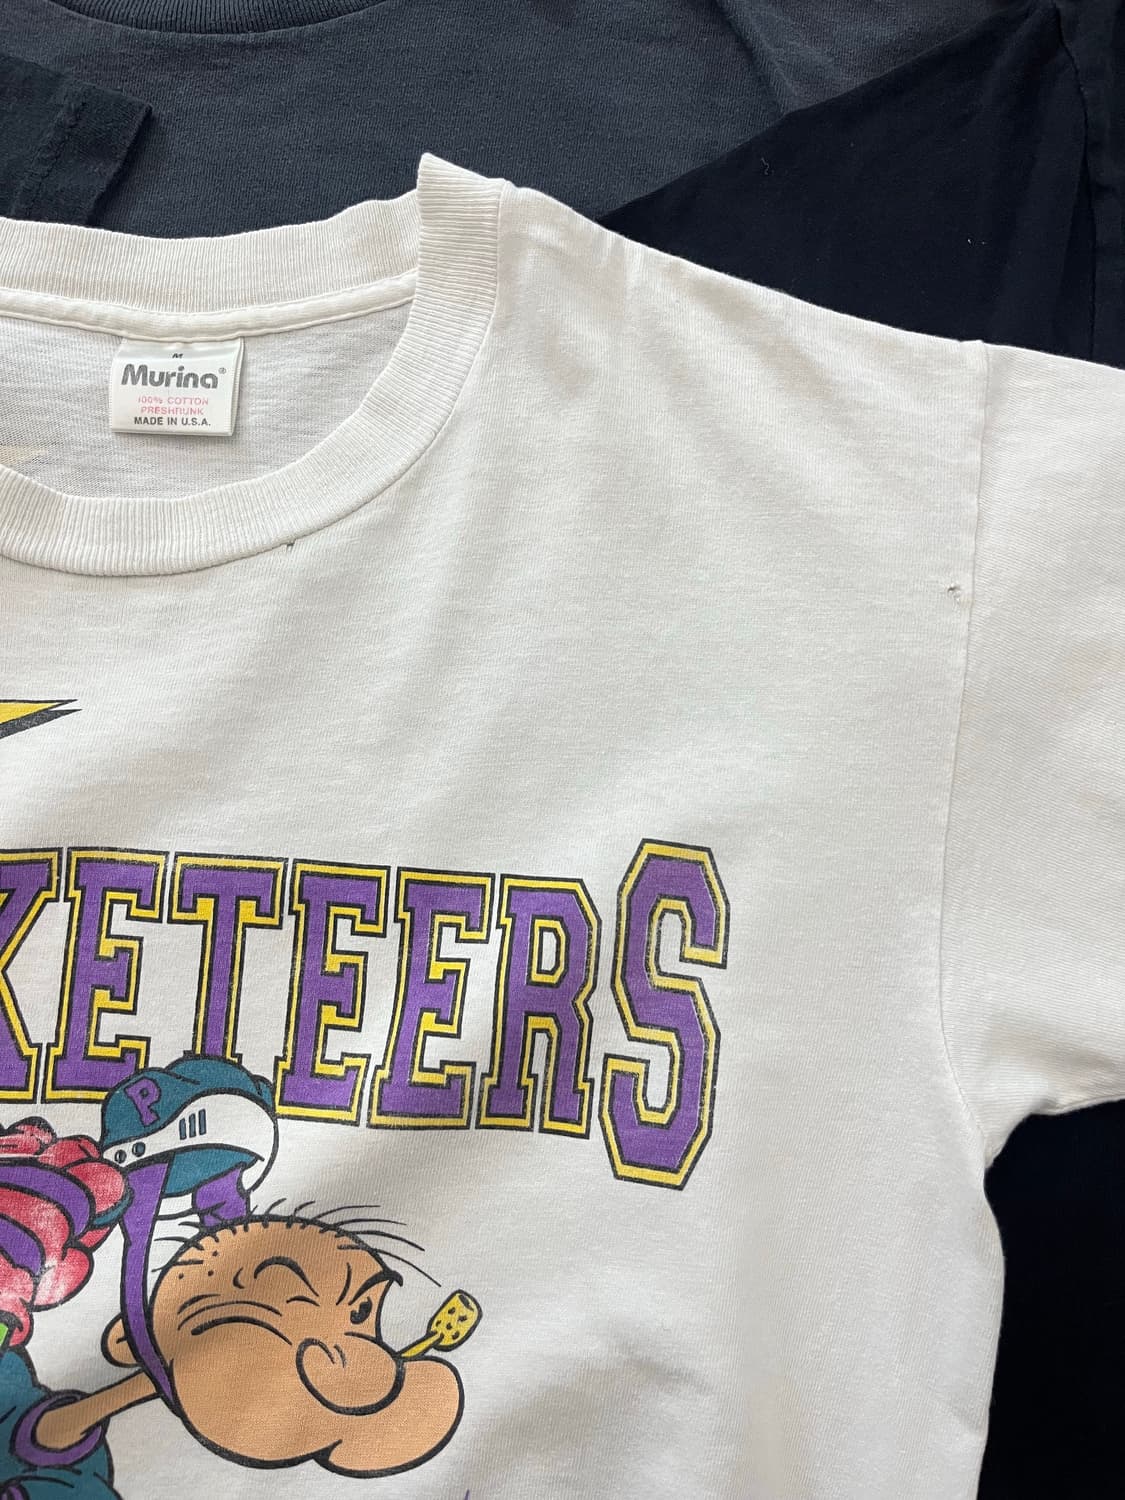 M
Murina®
100% COTTON
PRESHRUNK
MADE IN U.S.A.
KETEERS
P